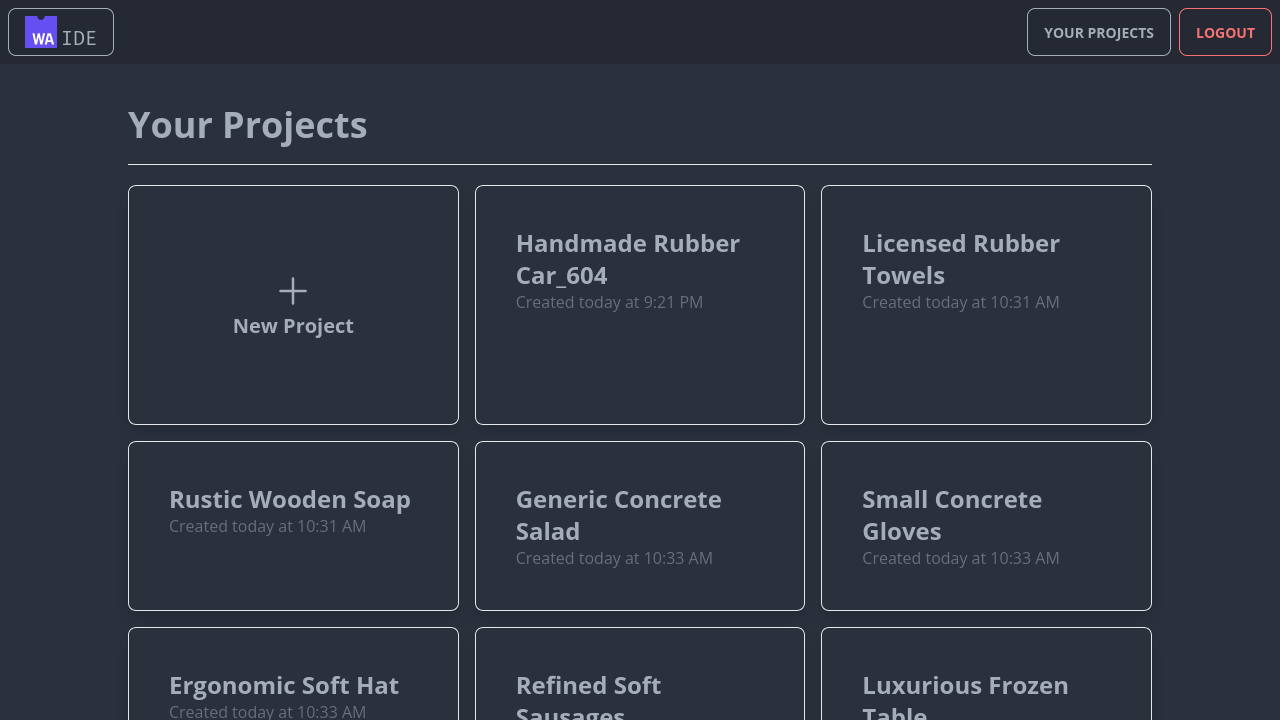 WA IDE
YOUR PROJECTS
LOGOUT
Your Projects
New Project
Handmade Rubber
Car_604
Created today at 9:21 PM
Licensed Rubber
Towels
Created today at 10:31 AM
Rustic Wooden Soap
Created today at 10:31 AM
Generic Concrete
Salad
Created today at 10:33 AM
Small Concrete
Gloves
Created today at 10:33 AM
Ergonomic Soft Hat
Created today at 10:33 AM
Refined Soft
Sausages
Luxurious Frozen
Table